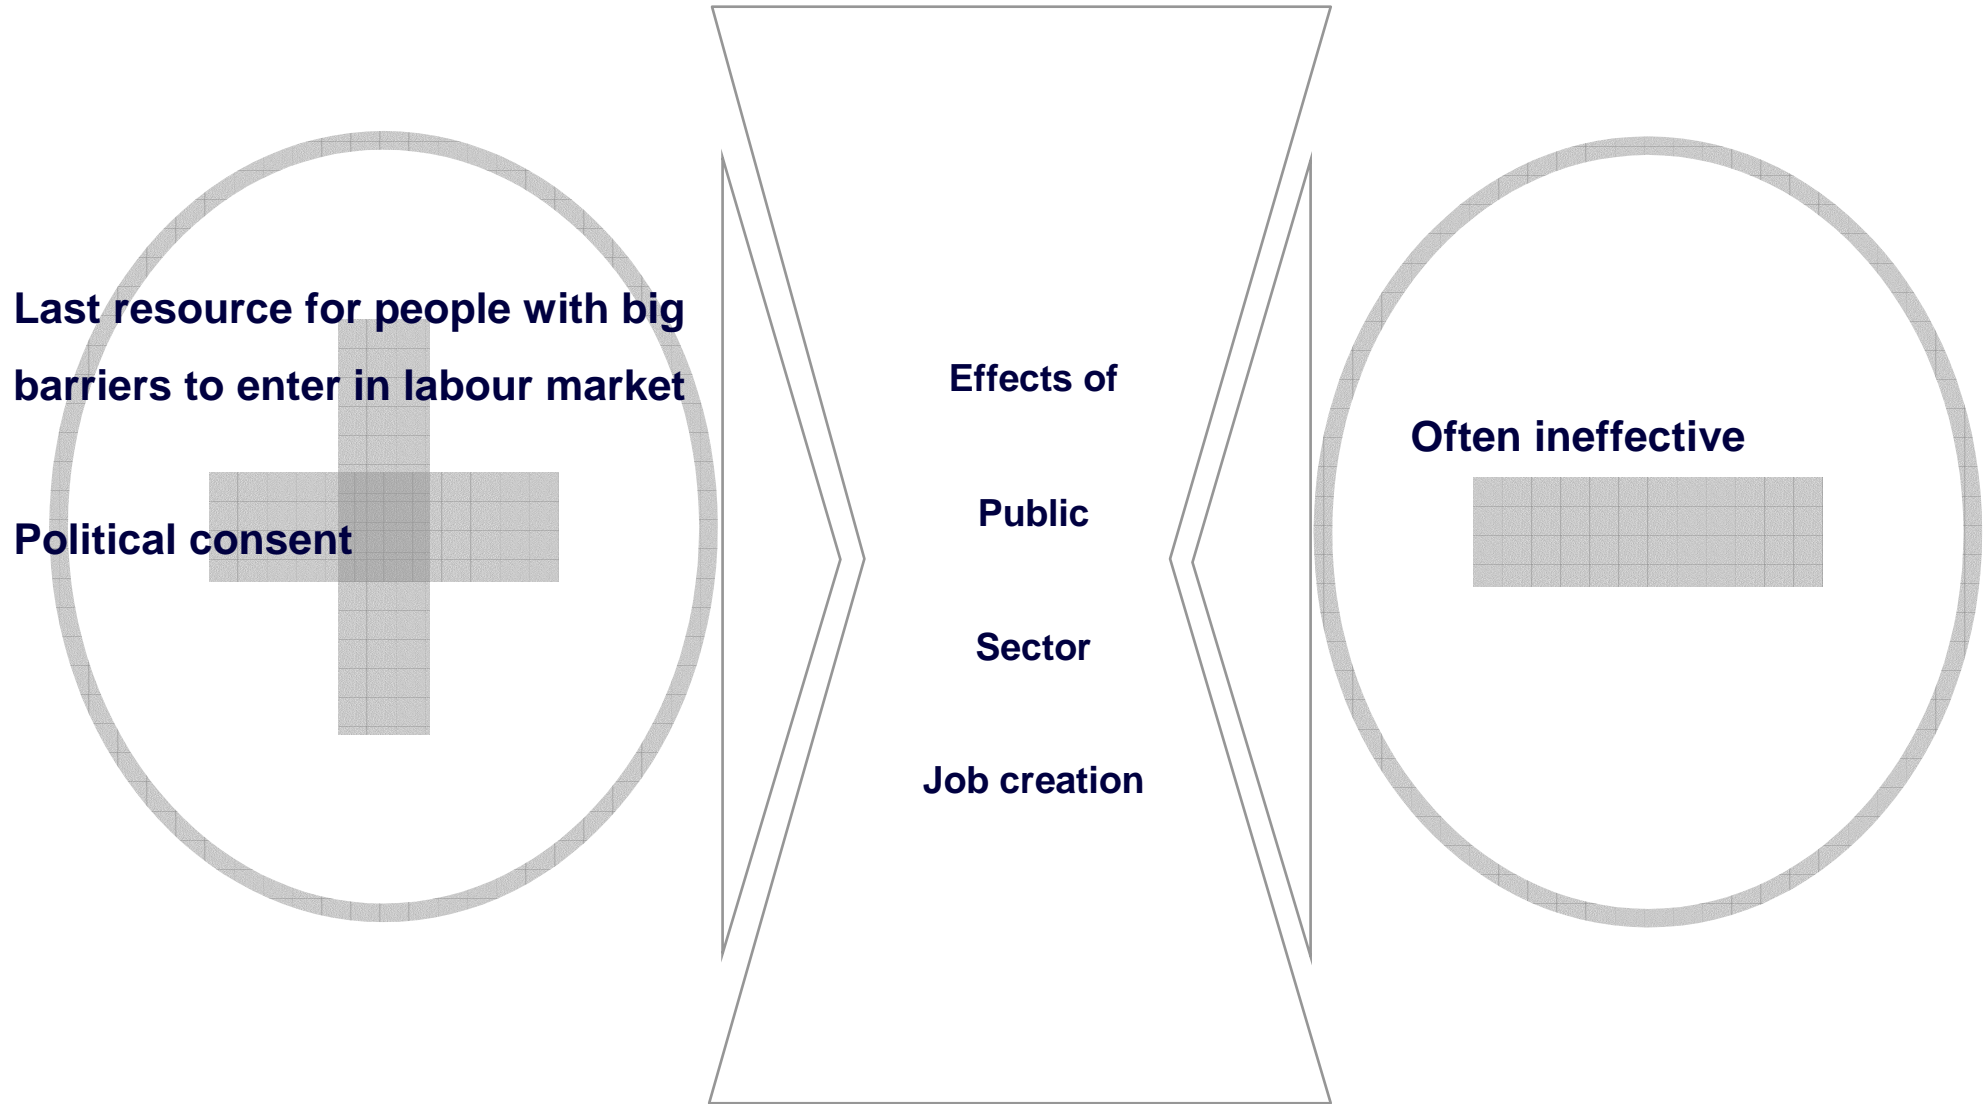 Last resource for people with big
barriers to enter in labour market
Political consent
Effects of
Public
Sector
Job creation
Often ineffective